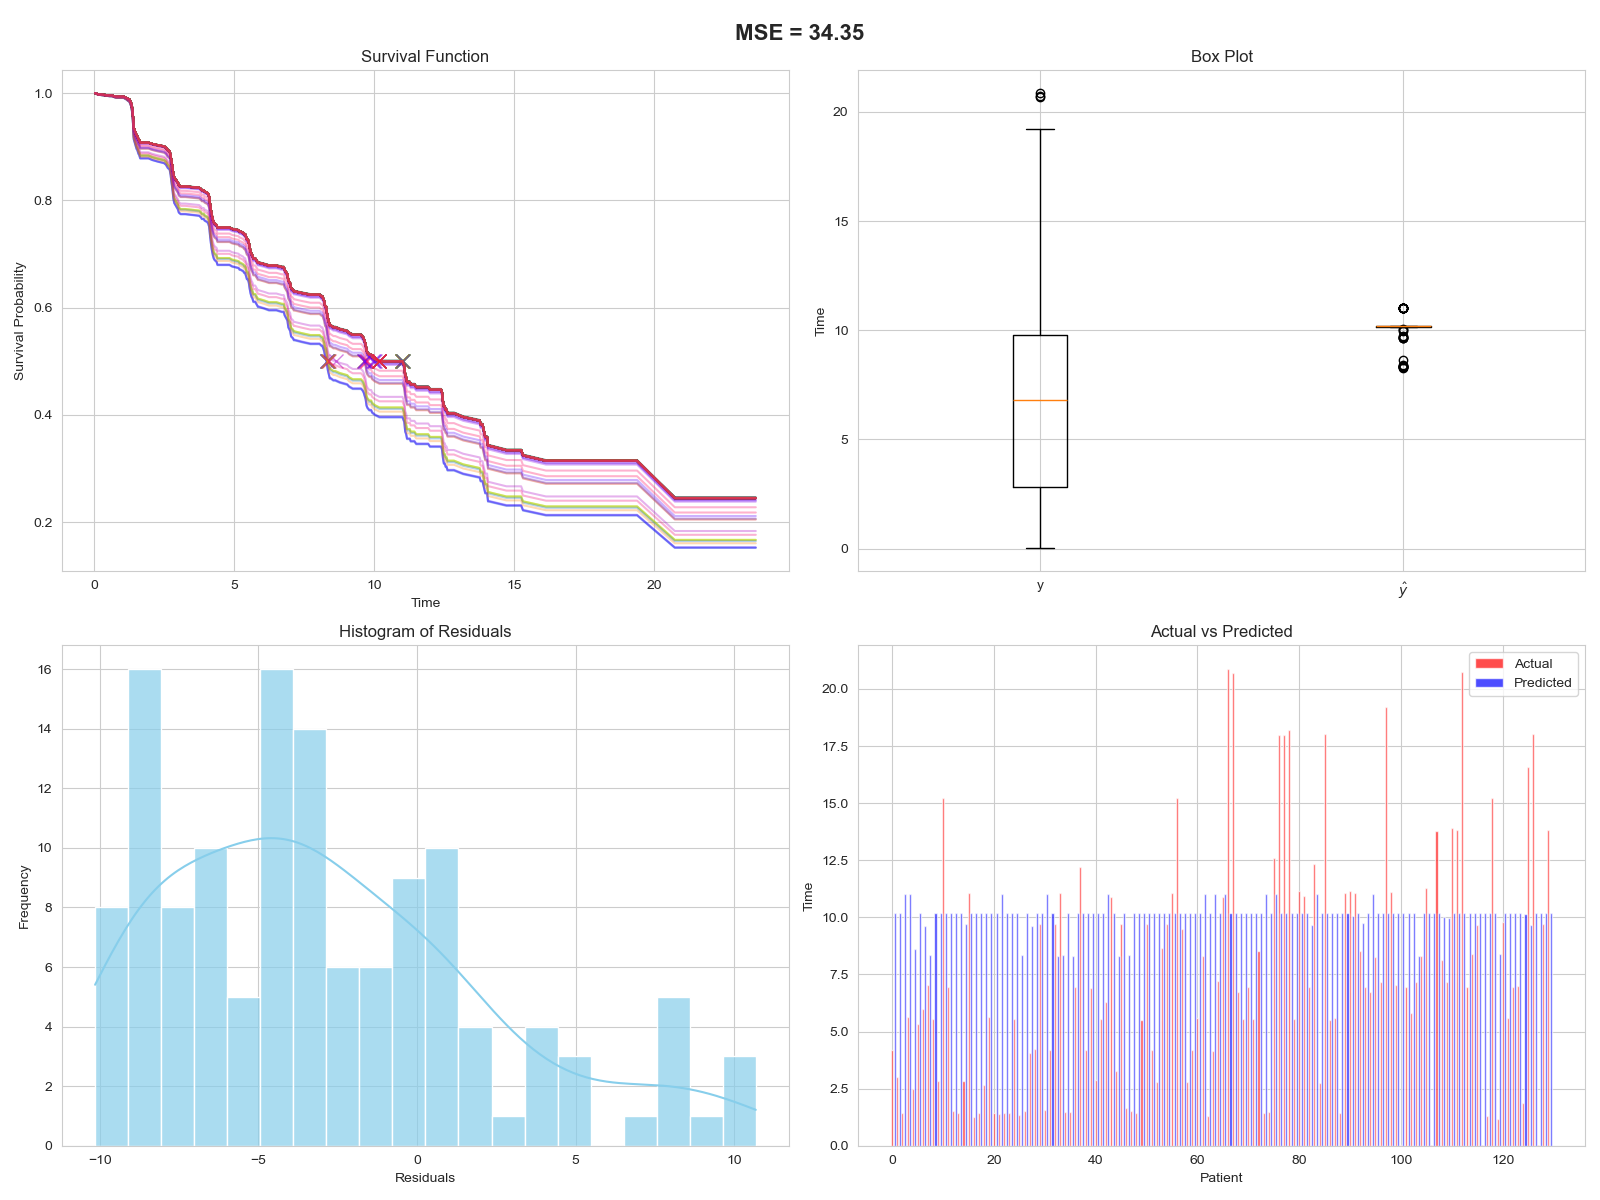 MSE = 34.35
Survival Function
1.0
0.8
0.6
0.4
0.2
Survival Probability
0
5
10
15
20
Time
Box Plot
20
15
10
5
0
Time
y
ŷ
Histogram of Residuals
16
14
12
10
8
6
4
2
0
Frequency
−10
−5
0
5
10
Residuals
Actual vs Predicted
Actual
Predicted
20.0
17.5
15.0
12.5
10.0
7.5
5.0
2.5
0.0
Time
0
20
40
60
80
100
120
Patient